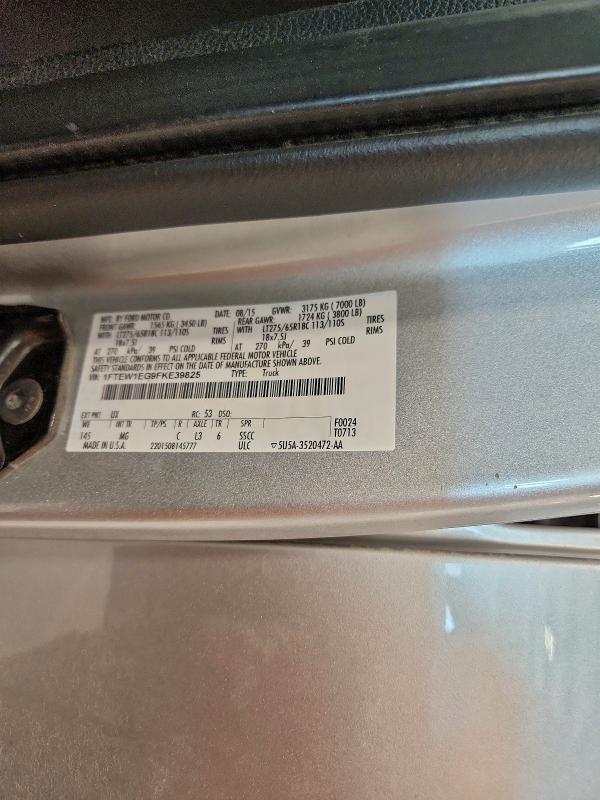 MFD. BY FORD MOTOR CO. DATE: 08/15 GVWR: 3175 KG ( 7000 LB)
FRONT GAWR: 1565 KG ( 3450 LB) REAR GAWR: 1724 KG ( 3800 LB)
WITH LT275/65R18C 113/110S TIRES WITH LT275/65R18C 113/110S TIRES
18x7.5J RIMS 18x7.5J RIMS
AT 270 kPa/ 39 PSI COLD AT 270 kPa/ 39 PSI COLD
THIS VEHICLE CONFORMS TO ALL APPLICABLE FEDERAL MOTOR VEHICLE
SAFETY STANDARDS IN EFFECT ON THE DATE OF MANUFACTURE SHOWN ABOVE.
VIN: 1FTEW1EG9FKE39825 TYPE: Truck
EXT PNT: UX RC: 53 DSO: F0024
WB INT TR TP/PS R AXLE TR SPR T0713
145 MG C L3 6 SSCC
MADE IN U.S.A. 2201508145777 ULC 5U5A-3520472-AA